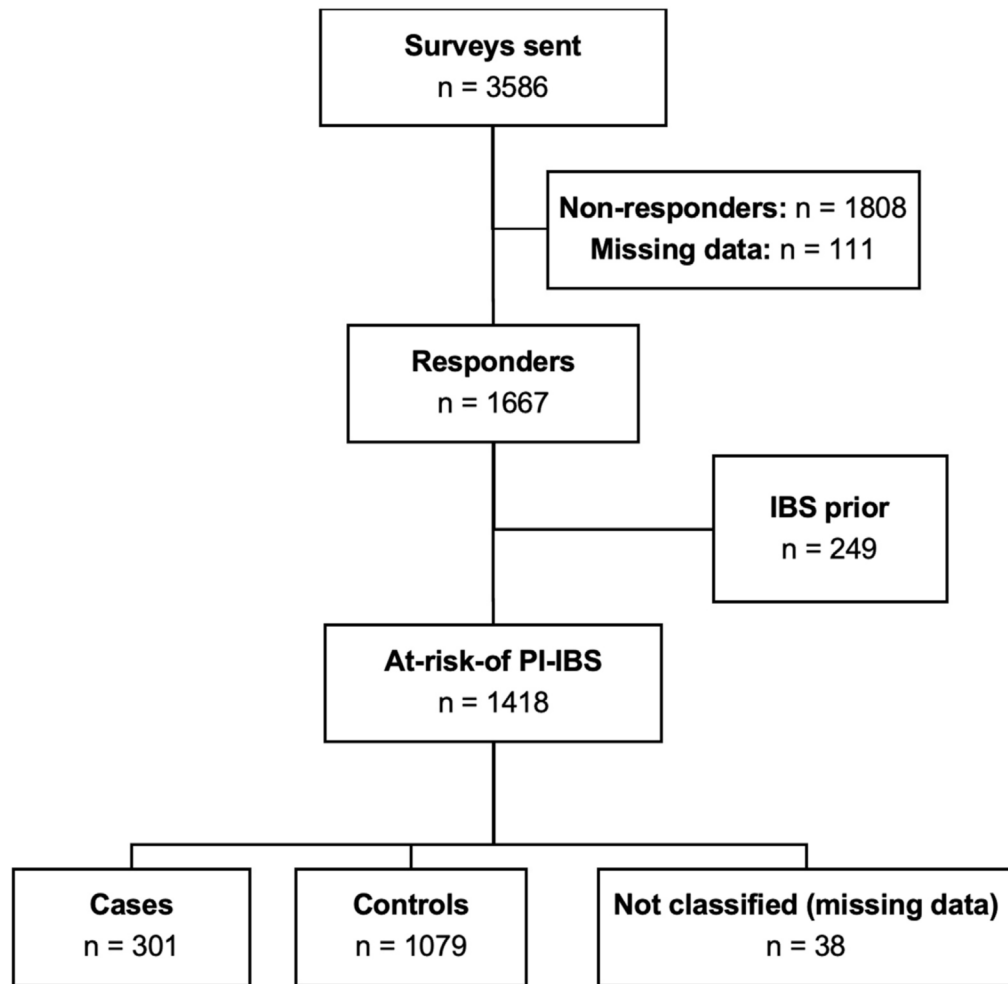 Surveys sent
n = 3586
Non-responders: n = 1808
Missing data: n = 111
Responders
n = 1667
IBS prior
n = 249
At-risk-of PI-IBS
n = 1418
Cases
n = 301
Controls
n = 1079
Not classified (missing data)
n = 38